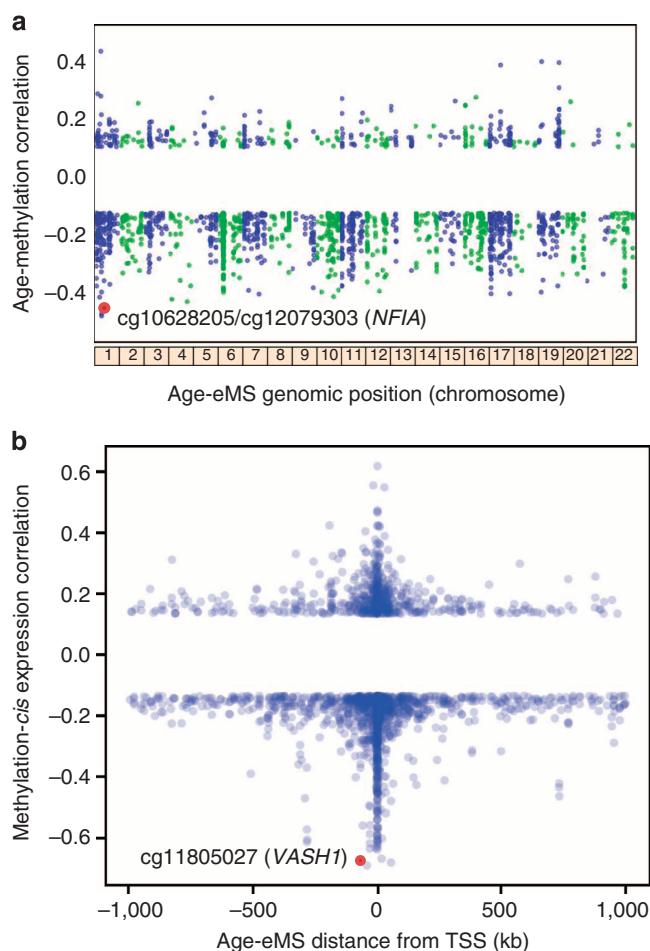 a
Age-methylation correlation
0.4
0.2
0.0
−0.2
−0.4
cg10628205/cg12079303 (NFIA)
1 2 3 4 5 6 7 8 9 10 11 12 13 14 15 16 17 18 19 20 21 22
Age-eMS genomic position (chromosome)
b
Methylation-cis expression correlation
0.6
0.4
0.2
0.0
−0.2
−0.4
−0.6
cg11805027 (VASH1)
−1,000 −500 0 500 1,000
Age-eMS distance from TSS (kb)